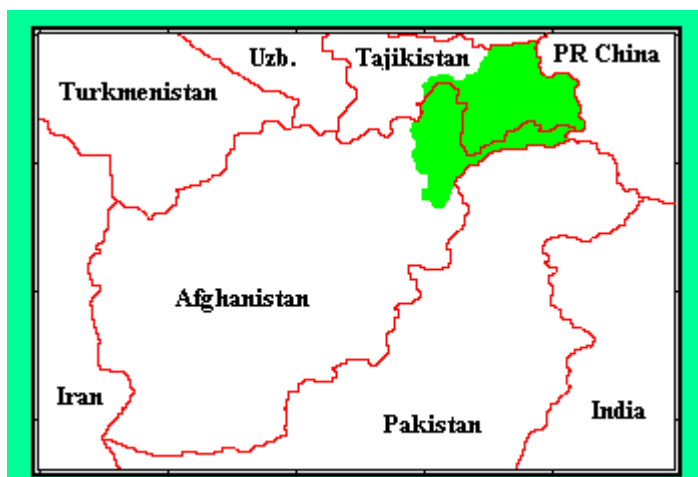 Uzb.
Tajikistan
PR China
Turkmenistan
Afghanistan
Iran
Pakistan
India